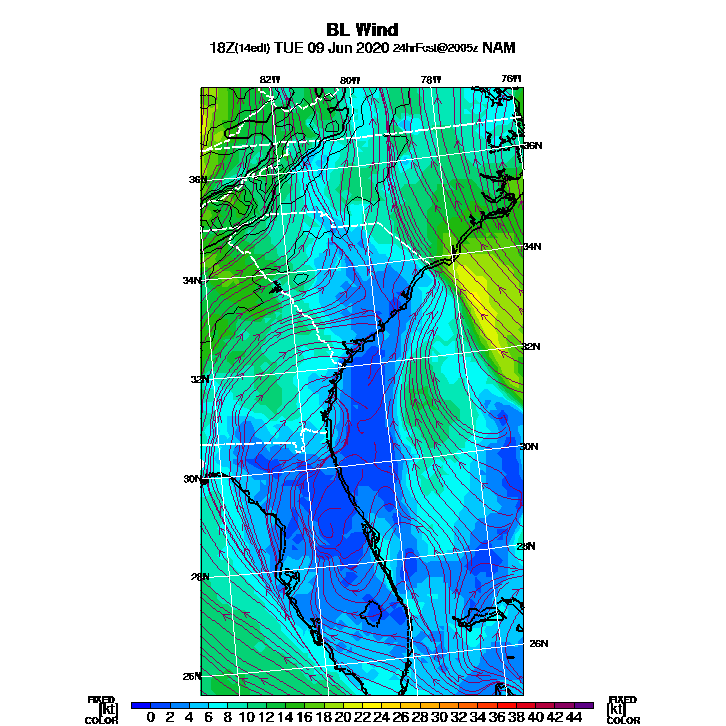 BL Wind
18Z(14edt) TUE 09 Jun 2020 24hrFcst@2005z NAM
82W 80W 78W 76W
36N
36N
34N
34N
32N
32N
30N
30N
28N
28N
26N
26N
FIXED FIXED
[kt] 0 2 4 6 8 10 12 14 16 18 20 22 24 26 28 30 32 34 36 38 40 42 44 [kt]
COLOR COLOR